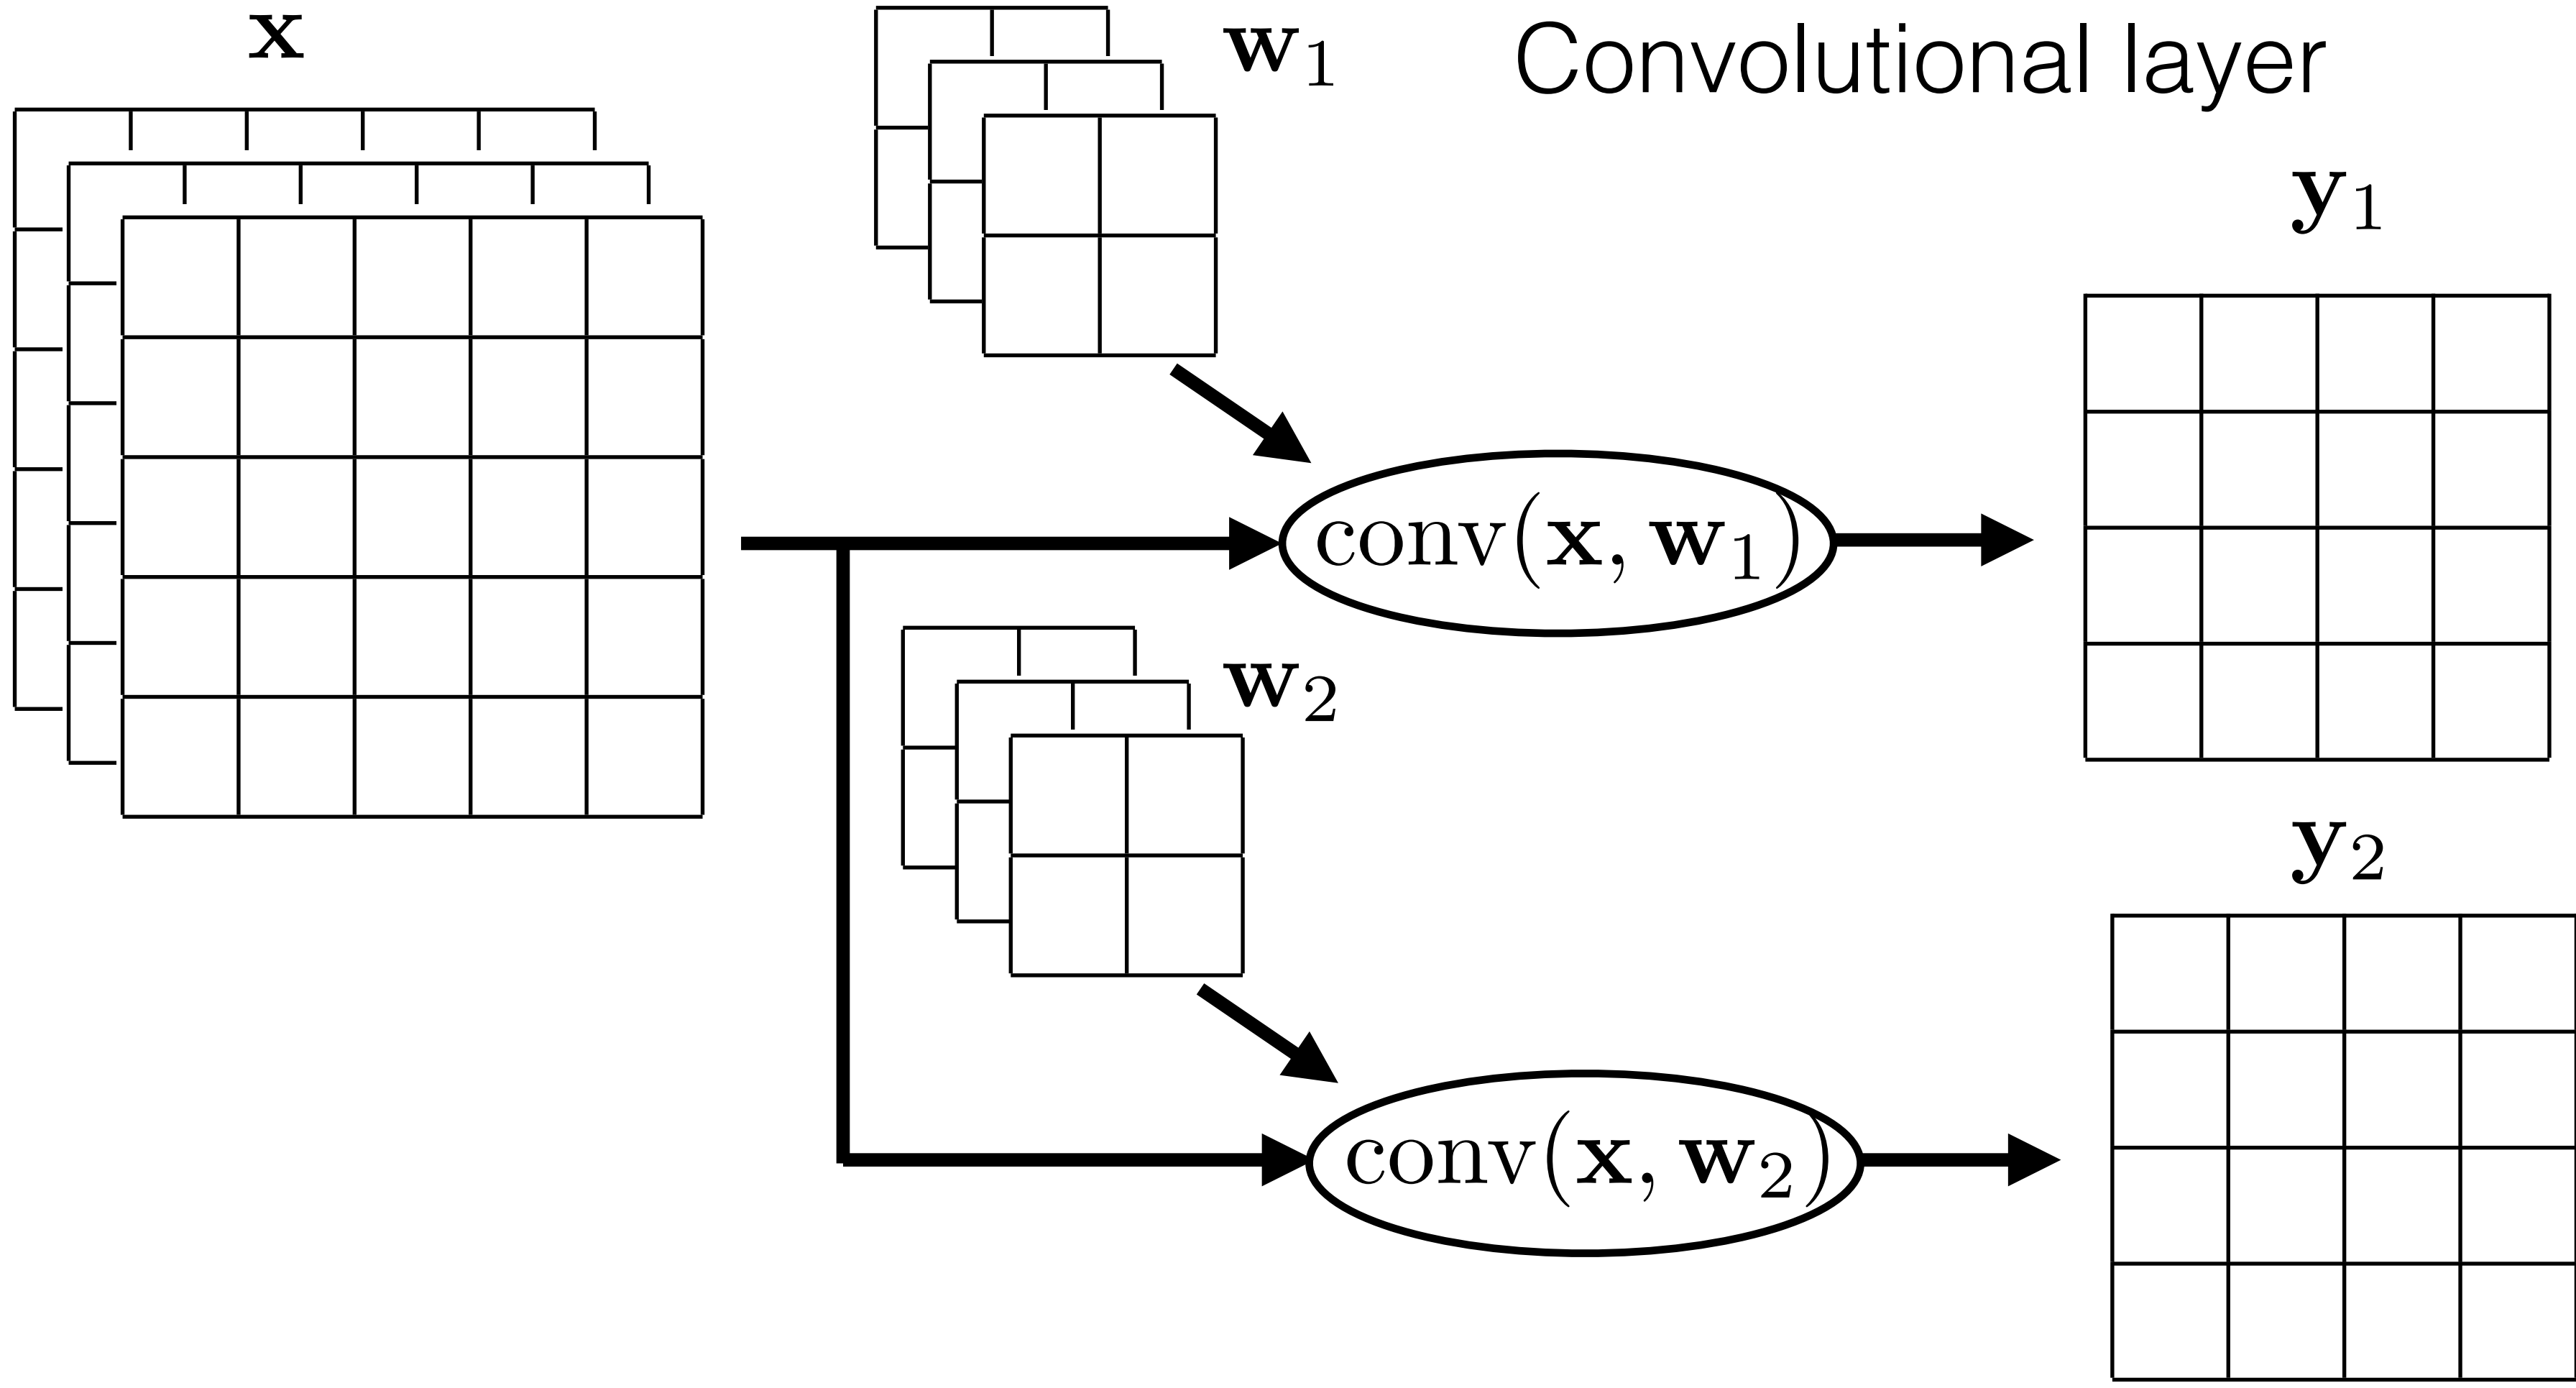 x
w₁
Convolutional layer
y₁
conv(x, w₁)
w₂
y₂
conv(x, w₂)